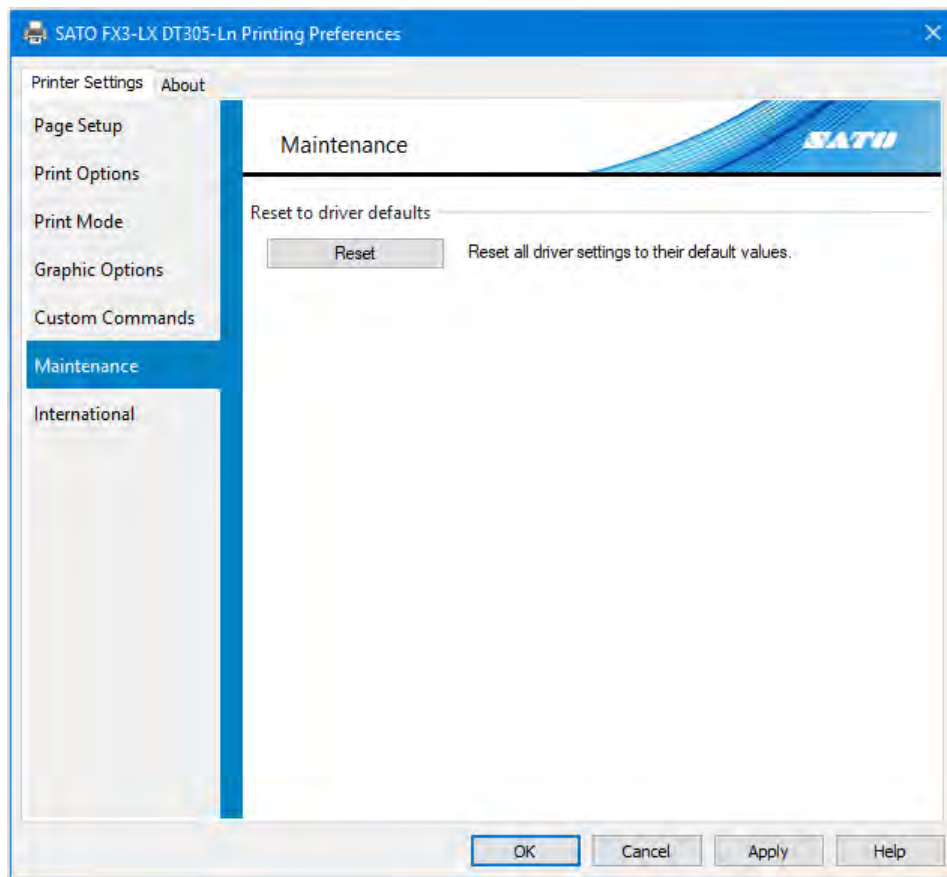 SATO FX3-LX DT305-Ln Printing Preferences
Printer Settings About
Page Setup
Print Options
Print Mode
Graphic Options
Custom Commands
Maintenance
International
Maintenance
SATO
Reset to driver defaults
Reset Reset all driver settings to their default values.
OK Cancel Apply Help